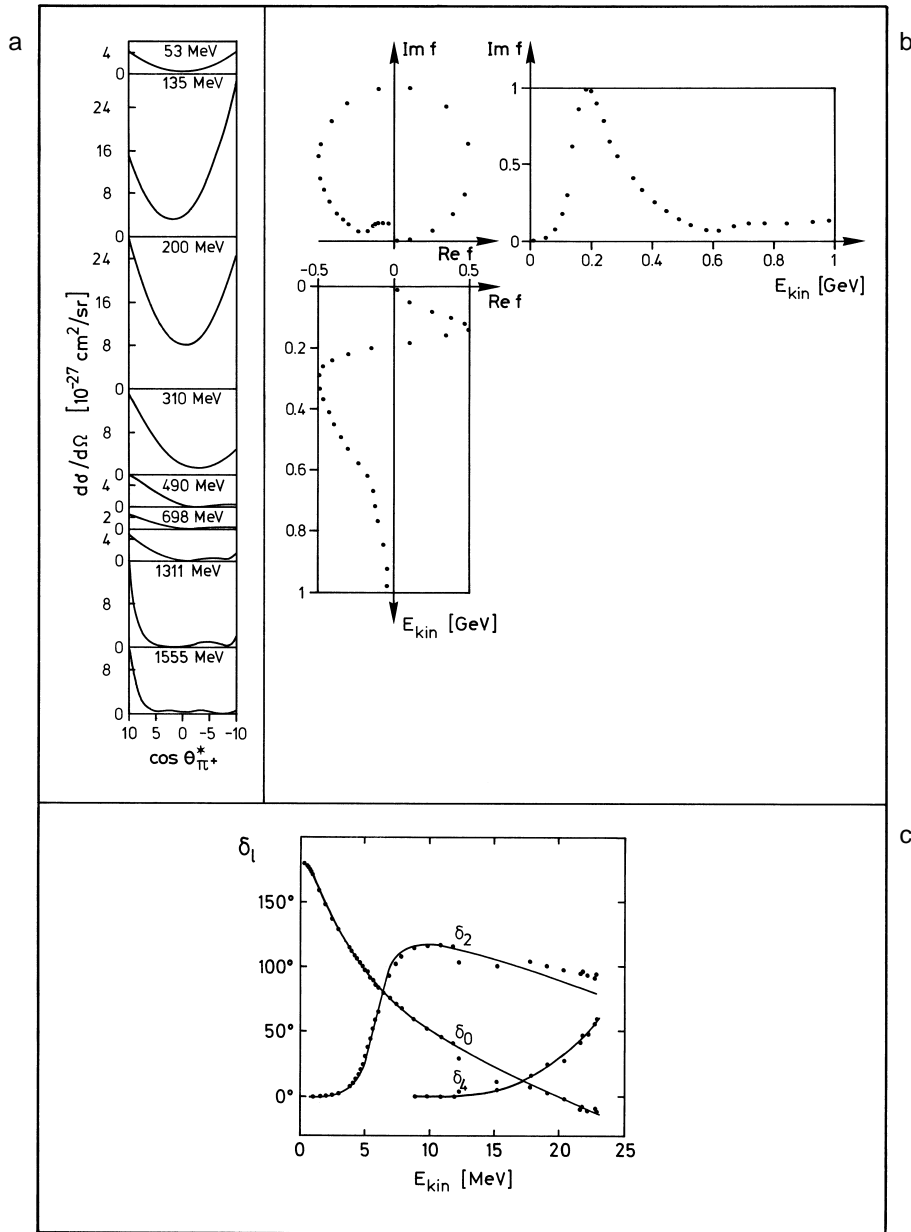 a
b
c
4
0
53 MeV
135 MeV
24
16
8
0
200 MeV
24
16
8
0
310 MeV
8
0
490 MeV
4
0
698 MeV
2
0
4
0
1311 MeV
8
0
1555 MeV
8
0
10 5 0 -5 -10
cos Θ*π+
dσ/dΩ [10-27 cm2/sr]
Im f
Re f
-0.5 0 0.5
Re f
0
0.2
0.4
0.6
0.8
1
Ekin [GeV]
Im f
1
0.5
0
0 0.2 0.4 0.6 0.8 1
Ekin [GeV]
δl
150°
100°
50°
0°
δ2
δ0
δ4
0 5 10 15 20 25
Ekin [MeV]